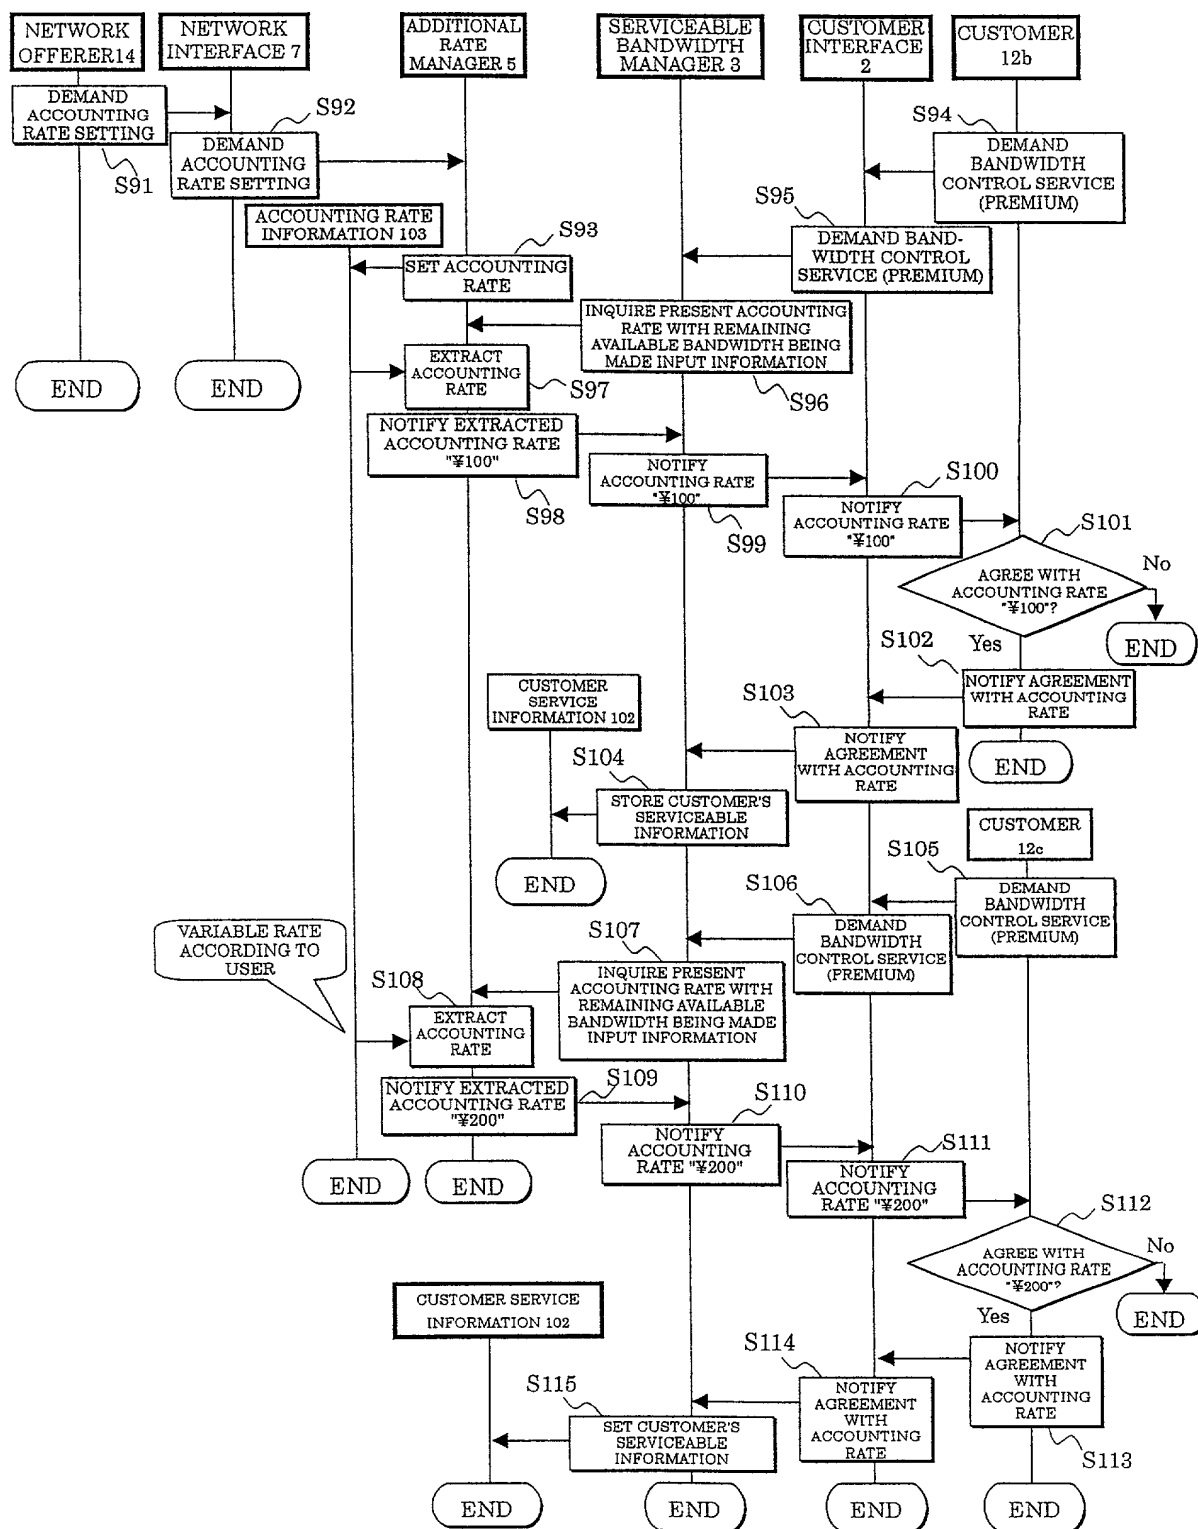 NETWORK
OFFERER14
NETWORK
INTERFACE 7
ADDITIONAL
RATE
MANAGER 5
SERVICEABLE
BANDWIDTH
MANAGER 3
CUSTOMER
INTERFACE
2
CUSTOMER
12b
DEMAND
ACCOUNTING
RATE SETTING
S91
S92
DEMAND
ACCOUNTING
RATE SETTING
S94
DEMAND
BANDWIDTH
CONTROL SERVICE
(PREMIUM)
S95
DEMAND BAND-
WIDTH CONTROL
SERVICE (PREMIUM)
ACCOUNTING RATE
INFORMATION 103
S93
SET ACCOUNTING
RATE
INQUIRE PRESENT ACCOUNTING
RATE WITH REMAINING
AVAILABLE BANDWIDTH BEING
MADE INPUT INFORMATION
S96
END
END
EXTRACT
ACCOUNTING
RATE
S97
NOTIFY EXTRACTED
ACCOUNTING RATE
"¥100"
S98
NOTIFY
ACCOUNTING RATE
"¥100"
S99
S100
NOTIFY
ACCOUNTING RATE
"¥100"
S101
AGREE WITH
ACCOUNTING RATE
"¥100"?
No
END
Yes
S102
NOTIFY AGREEMENT
WITH ACCOUNTING
RATE
END
S103
NOTIFY
AGREEMENT
WITH ACCOUNTING
RATE
CUSTOMER
SERVICE
INFORMATION 102
S104
STORE CUSTOMER'S
SERVICEABLE
INFORMATION
END
CUSTOMER
12c
S105
DEMAND
BANDWIDTH
CONTROL SERVICE
(PREMIUM)
S106
DEMAND
BANDWIDTH
CONTROL SERVICE
(PREMIUM)
S107
INQUIRE PRESENT
ACCOUNTING RATE WITH
REMAINING AVAILABLE
BANDWIDTH BEING MADE
INPUT INFORMATION
VARIABLE RATE
ACCORDING TO
USER
S108
EXTRACT
ACCOUNTING
RATE
NOTIFY EXTRACTED
ACCOUNTING RATE
"¥200"
S109
S110
NOTIFY
ACCOUNTING
RATE "¥200"
S111
NOTIFY
ACCOUNTING
RATE "¥200"
END
END
S112
AGREE WITH
ACCOUNTING RATE
"¥200"?
No
END
Yes
NOTIFY
AGREEMENT
WITH
ACCOUNTING
RATE
S113
S114
NOTIFY
AGREEMENT
WITH
ACCOUNTING
RATE
CUSTOMER SERVICE
INFORMATION 102
S115
SET CUSTOMER'S
SERVICEABLE
INFORMATION
END
END
END
END